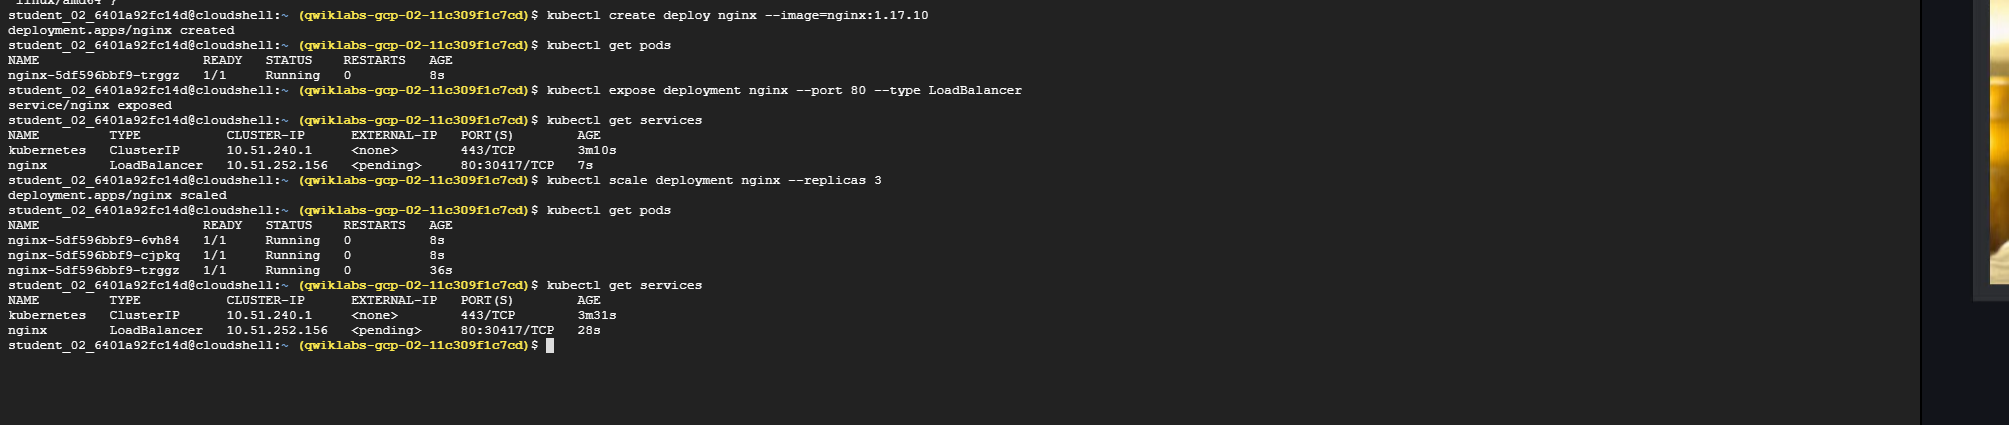 linux/amd64"}
student_02_6401a92fc14d@cloudshell:~ (qwiklabs-gcp-02-11c309f1c7cd)$ kubectl create deploy nginx --image=nginx:1.17.10
deployment.apps/nginx created
student_02_6401a92fc14d@cloudshell:~ (qwiklabs-gcp-02-11c309f1c7cd)$ kubectl get pods
NAME READY STATUS RESTARTS AGE
nginx-5df596bbf9-trggz 1/1 Running 0 8s
student_02_6401a92fc14d@cloudshell:~ (qwiklabs-gcp-02-11c309f1c7cd)$ kubectl expose deployment nginx --port 80 --type LoadBalancer
service/nginx exposed
student_02_6401a92fc14d@cloudshell:~ (qwiklabs-gcp-02-11c309f1c7cd)$ kubectl get services
NAME TYPE CLUSTER-IP EXTERNAL-IP PORT(S) AGE
kubernetes ClusterIP 10.51.240.1 <none> 443/TCP 3m10s
nginx LoadBalancer 10.51.252.156 <pending> 80:30417/TCP 7s
student_02_6401a92fc14d@cloudshell:~ (qwiklabs-gcp-02-11c309f1c7cd)$ kubectl scale deployment nginx --replicas 3
deployment.apps/nginx scaled
student_02_6401a92fc14d@cloudshell:~ (qwiklabs-gcp-02-11c309f1c7cd)$ kubectl get pods
NAME READY STATUS RESTARTS AGE
nginx-5df596bbf9-6vh84 1/1 Running 0 8s
nginx-5df596bbf9-cjpkq 1/1 Running 0 8s
nginx-5df596bbf9-trggz 1/1 Running 0 36s
student_02_6401a92fc14d@cloudshell:~ (qwiklabs-gcp-02-11c309f1c7cd)$ kubectl get services
NAME TYPE CLUSTER-IP EXTERNAL-IP PORT(S) AGE
kubernetes ClusterIP 10.51.240.1 <none> 443/TCP 3m31s
nginx LoadBalancer 10.51.252.156 <pending> 80:30417/TCP 28s
student_02_6401a92fc14d@cloudshell:~ (qwiklabs-gcp-02-11c309f1c7cd)$